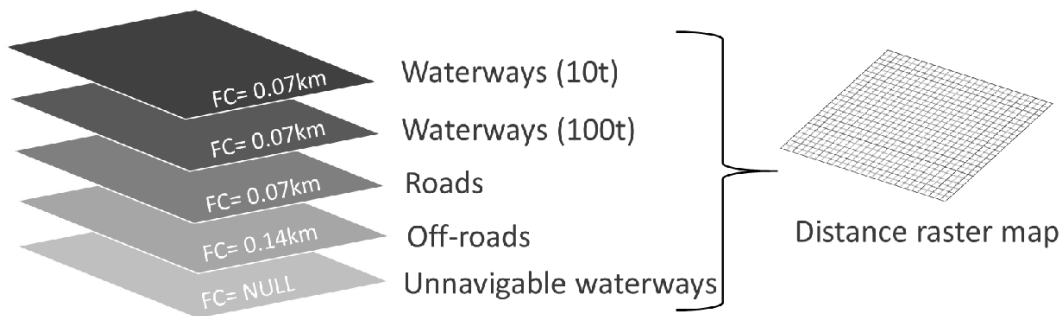 FC= 0.07km
Waterways (10t)
FC= 0.07km
Waterways (100t)
FC= 0.07km
Roads
FC= 0.14km
Off-roads
FC= NULL
Unnavigable waterways
Distance raster map